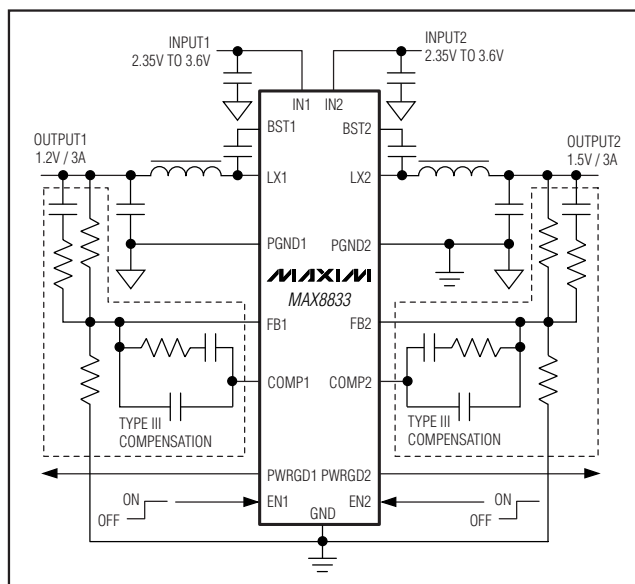 INPUT1
2.35V TO 3.6V
INPUT2
2.35V TO 3.6V
IN1
IN2
BST1
BST2
OUTPUT1
1.2V / 3A
OUTPUT2
1.5V / 3A
LX1
LX2
PGND1
PGND2
MAXIM
MAX8833
FB1
FB2
COMP1
COMP2
TYPE III
COMPENSATION
TYPE III
COMPENSATION
PWRGD1
PWRGD2
ON
OFF
EN1
EN2
ON
OFF
GND